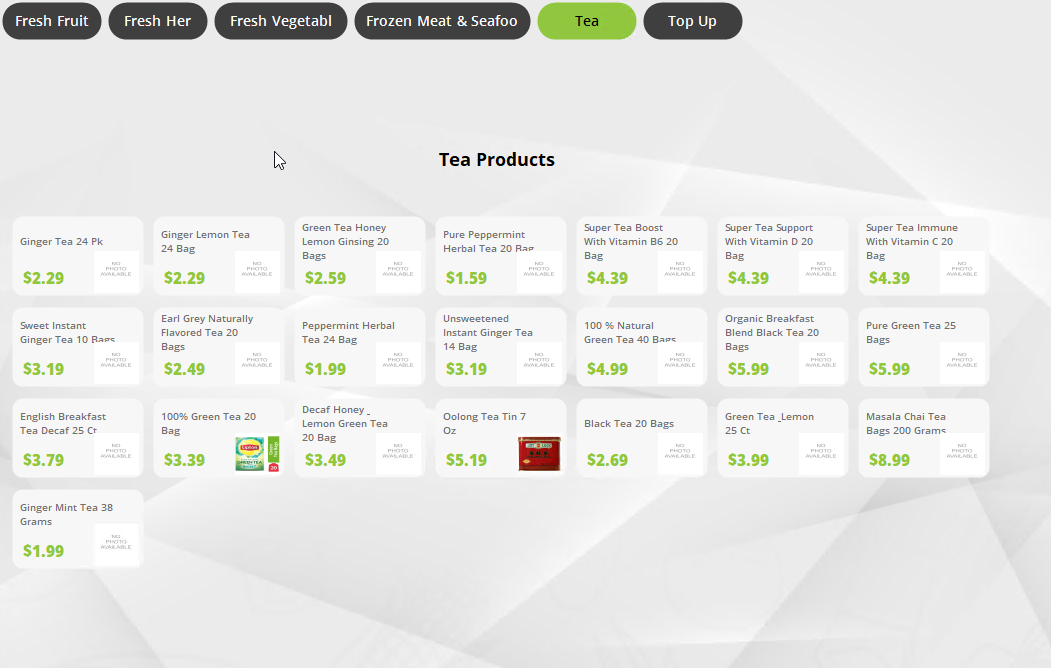 Fresh Fruit
Fresh Her
Fresh Vegetabl
Frozen Meat & Seafoo
Tea
Top Up
Tea Products
Ginger Tea 24 Pk
$2.29
NO
PHOTO
AVAILABLE
Ginger Lemon Tea
24 Bag
$2.29
NO
PHOTO
AVAILABLE
Green Tea Honey
Lemon Ginsing 20
Bags
$2.59
NO
PHOTO
AVAILABLE
Pure Peppermint
Herbal Tea 20 Bag
$1.59
NO
PHOTO
AVAILABLE
Super Tea Boost
With Vitamin B6 20
Bag
$4.39
NO
PHOTO
AVAILABLE
Super Tea Support
With Vitamin D 20
Bag
$4.39
NO
PHOTO
AVAILABLE
Super Tea Immune
With Vitamin C 20
Bag
$4.39
NO
PHOTO
AVAILABLE
Sweet Instant
Ginger Tea 10 Bags
$3.19
NO
PHOTO
AVAILABLE
Earl Grey Naturally
Flavored Tea 20
Bags
$2.49
NO
PHOTO
AVAILABLE
Peppermint Herbal
Tea 24 Bag
$1.99
NO
PHOTO
AVAILABLE
Unsweetened
Instant Ginger Tea
14 Bag
$3.19
NO
PHOTO
AVAILABLE
100 % Natural
Green Tea 40 Bags
$4.99
NO
PHOTO
AVAILABLE
Organic Breakfast
Blend Black Tea 20
Bags
$5.99
NO
PHOTO
AVAILABLE
Pure Green Tea 25
Bags
$5.99
NO
PHOTO
AVAILABLE
English Breakfast
Tea Decaf 25 Ct
$3.79
NO
PHOTO
AVAILABLE
100% Green Tea 20
Bag
$3.39
Lipton
GREEN TEA
20
Decaf Honey _
Lemon Green Tea
20 Bag
$3.49
NO
PHOTO
AVAILABLE
Oolong Tea Tin 7
Oz
$5.19
Black Tea 20 Bags
$2.69
NO
PHOTO
AVAILABLE
Green Tea _Lemon
25 Ct
$3.99
NO
PHOTO
AVAILABLE
Masala Chai Tea
Bags 200 Grams
$8.99
NO
PHOTO
AVAILABLE
Ginger Mint Tea 38
Grams
$1.99
NO
PHOTO
AVAILABLE